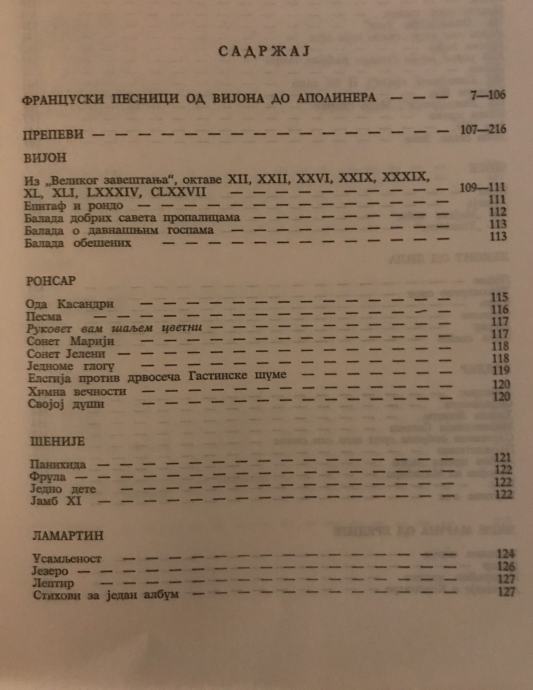 САДРЖАЈ
ФРАНЦУСКИ ПЕСНИЦИ ОД ВИЈОНА ДО АПОЛИНЕРА — — — 7—106
ПРЕПЕВИ — — — — — — — — — — — — — — — 107—216
ВИЈОН
Из „Великог завештања“, октаве XII, XXII, XXVI, XXIX, XXXIX,
XL, XLI, LXXXIV, CLXXVII — — — — — — — — — 109—111
Епитаф и рондо — — — — — — — — — — — — — 111
Балада добрих савета пропалицама — — — — — — — — 112
Балада о давнашњим госпама — — — — — — — — — 113
Балада обешених — — — — — — — — — — — 113
РОНСАР
Ода Касандри — — — — — — — — — — — — 115
Песма — — — — — — — — — — — — — — 116
Руковет вам шаљем цветни — — — — — — — — — 117
Сонет Марији — — — — — — — — — — — — 117
Сонет Јелени — — — — — — — — — — — — — 118
Једноме глогу — — — — — — — — — — — — 118
Елегија против дрвосеча Гастинске шуме — — — — — — 119
Химна вечности — — — — — — — — — — — — 120
Својој души — — — — — — — — — — — — 120
ШЕНИЈЕ
Панихида — — — — — — — — — — — — — 121
Фрула — — — — — — — — — — — — — — 122
Једно дете — — — — — — — — — — — — 122
Јамб XI — — — — — — — — — — — — — 122
ЛАМАРТИН
Усамљеност — — — — — — — — — — — — 124
Језеро — — — — — — — — — — — — — — 126
Лептир — — — — — — — — — — — — — 127
Стихови за један албум — — — — — — — — — — 127